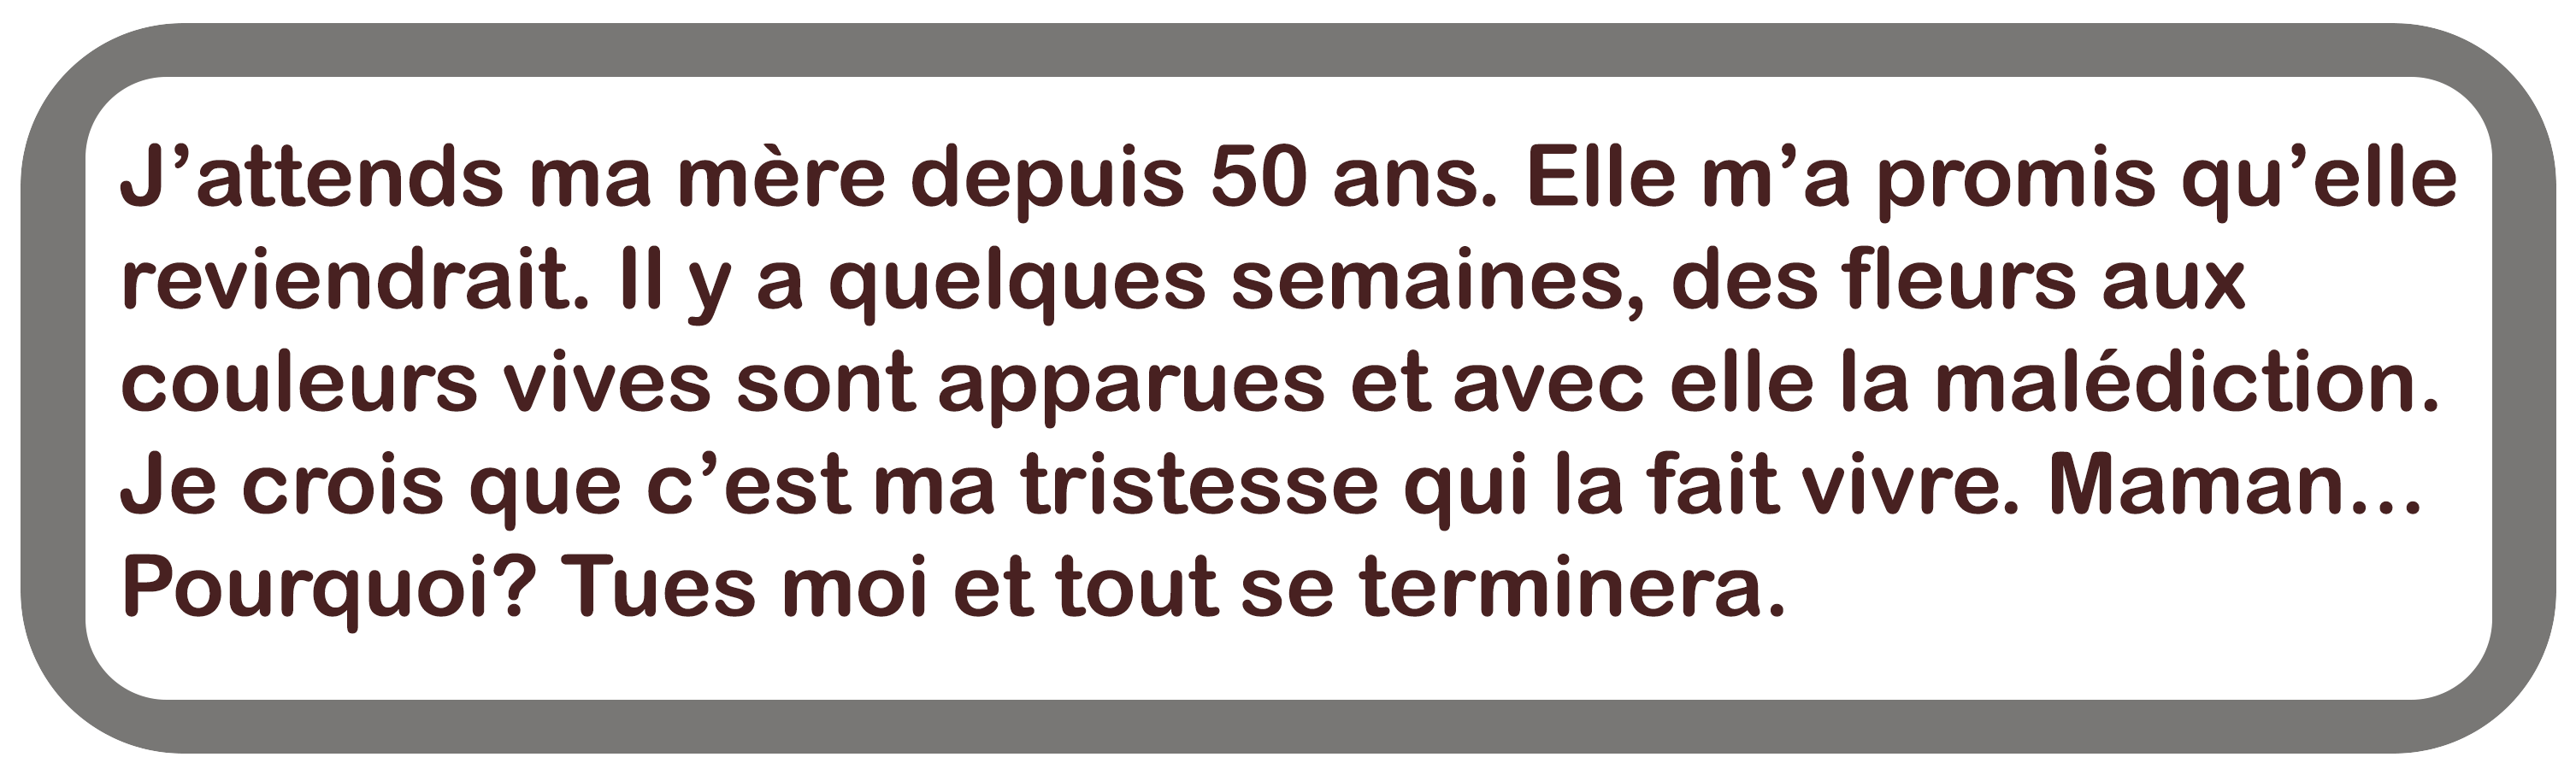 J’attends ma mère depuis 50 ans. Elle m’a promis qu’elle
reviendrait. Il y a quelques semaines, des fleurs aux
couleurs vives sont apparues et avec elle la malédiction.
Je crois que c’est ma tristesse qui la fait vivre. Maman...
Pourquoi? Tues moi et tout se terminera.